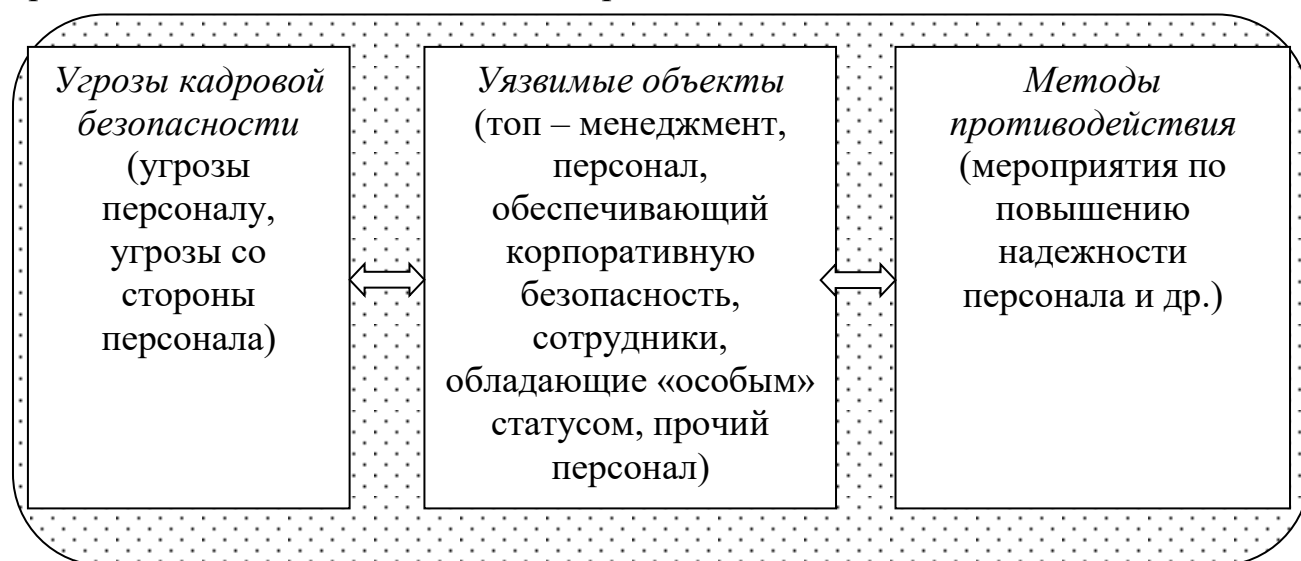 Угрозы кадровой
безопасности
(угрозы
персоналу,
угрозы со
стороны
персонала)
Уязвимые объекты
(топ – менеджмент,
персонал,
обеспечивающий
корпоративную
безопасность,
сотрудники,
обладающие «особым»
статусом, прочий
персонал)
Методы
противодействия
(мероприятия по
повышению
надежности
персонала и др.)